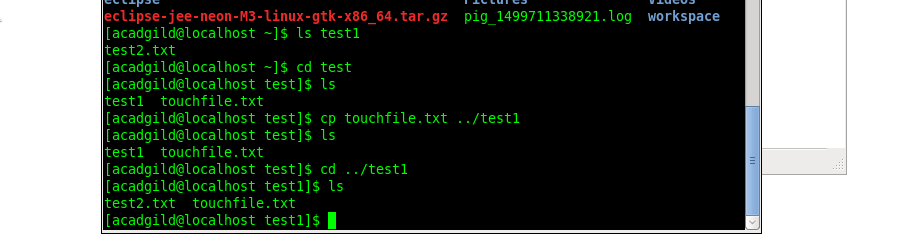 eclipse Pictures Videos
eclipse-jee-neon-M3-linux-gtk-x86_64.tar.gz pig_1499711338921.log workspace
[acadgild@localhost ~]$ ls test1
test2.txt
[acadgild@localhost ~]$ cd test
[acadgild@localhost test]$ ls
test1 touchfile.txt
[acadgild@localhost test]$ cp touchfile.txt ../test1
[acadgild@localhost test]$ ls
test1 touchfile.txt
[acadgild@localhost test]$ cd ../test1
[acadgild@localhost test1]$ ls
test2.txt touchfile.txt
[acadgild@localhost test1]$